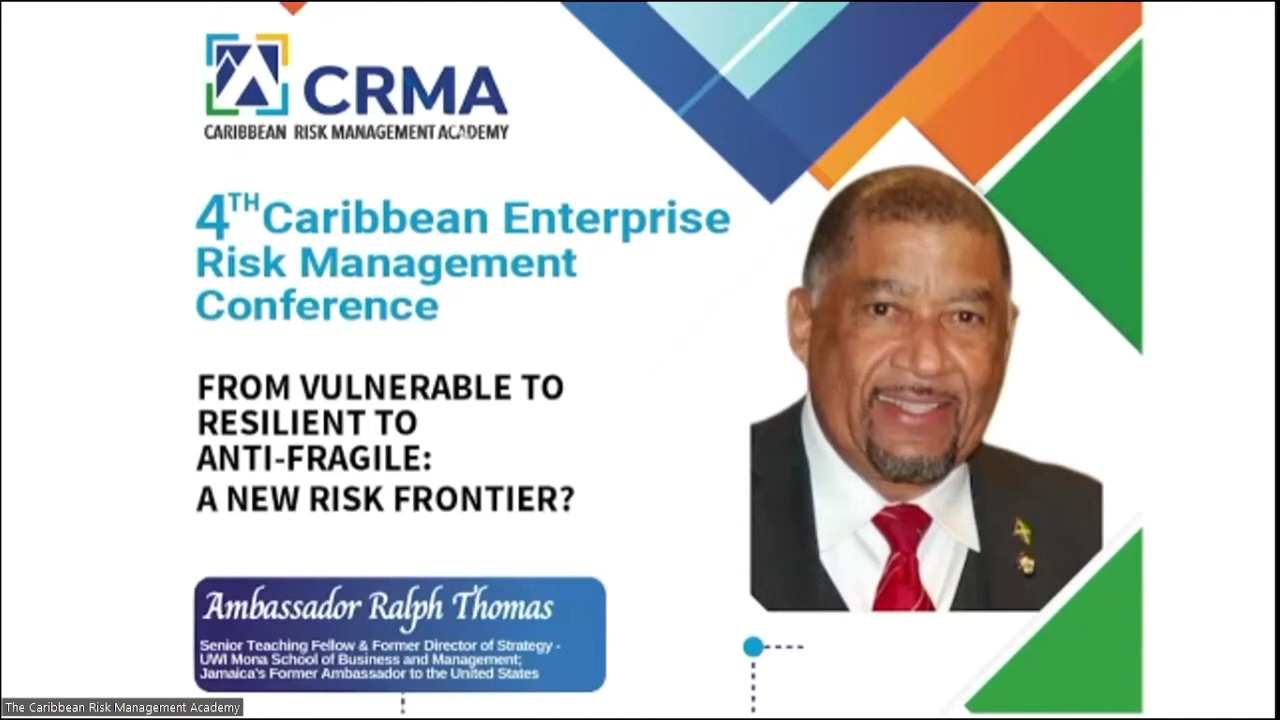 CRMA
CARIBBEAN RISK MANAGEMENT ACADEMY
4TH Caribbean Enterprise
Risk Management
Conference
FROM VULNERABLE TO
RESILIENT TO
ANTI-FRAGILE:
A NEW RISK FRONTIER?
Ambassador Ralph Thomas
Senior Teaching Fellow & Former Director of Strategy -
UWI Mona School of Business and Management;
Jamaica's Former Ambassador to the United States
The Caribbean Risk Management Academy